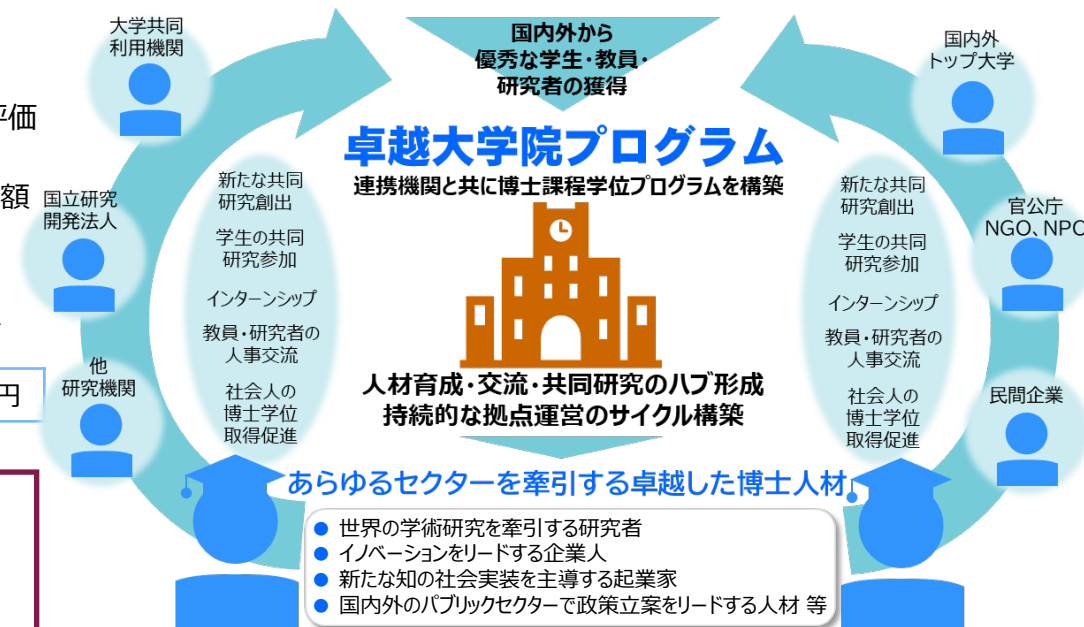 評価
額
円
大学共同
利用機関
国立研究
開発法人
他
研究機関
新たな共同
研究創出
学生の共同
研究参加
インターンシップ
教員・研究者の
人事交流
社会人の
博士学位
取得促進
国内外から
優秀な学生・教員・
研究者の獲得
卓越大学院プログラム
連携機関と共に博士課程学位プログラムを構築
人材育成・交流・共同研究のハブ形成
持続的な拠点運営のサイクル構築
新たな共同
研究創出
学生の共同
研究参加
インターンシップ
教員・研究者の
人事交流
社会人の
博士学位
取得促進
国内外
トップ大学
官公庁
NGO、NPO
民間企業
あらゆるセクターを牽引する卓越した博士人材
● 世界の学術研究を牽引する研究者
● イノベーションをリードする企業人
● 新たな知の社会実装を主導する起業家
● 国内外のパブリックセクターで政策立案をリードする人材 等